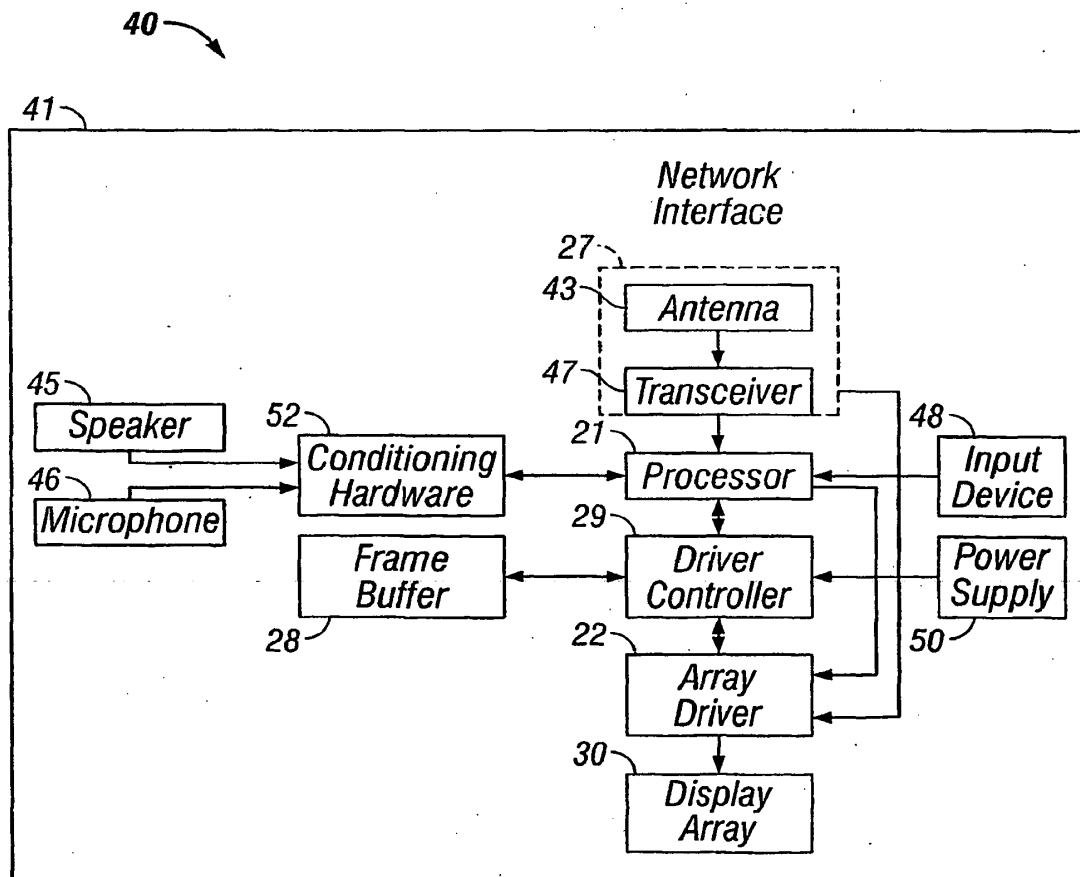 40
41
Network
Interface
27
43
Antenna
47
Transceiver
45
Speaker
52
Conditioning
Hardware
21
Processor
48
Input
Device
46
Microphone
29
Driver
Controller
Frame
Buffer
28
Power
Supply
50
22
Array
Driver
30
Display
Array